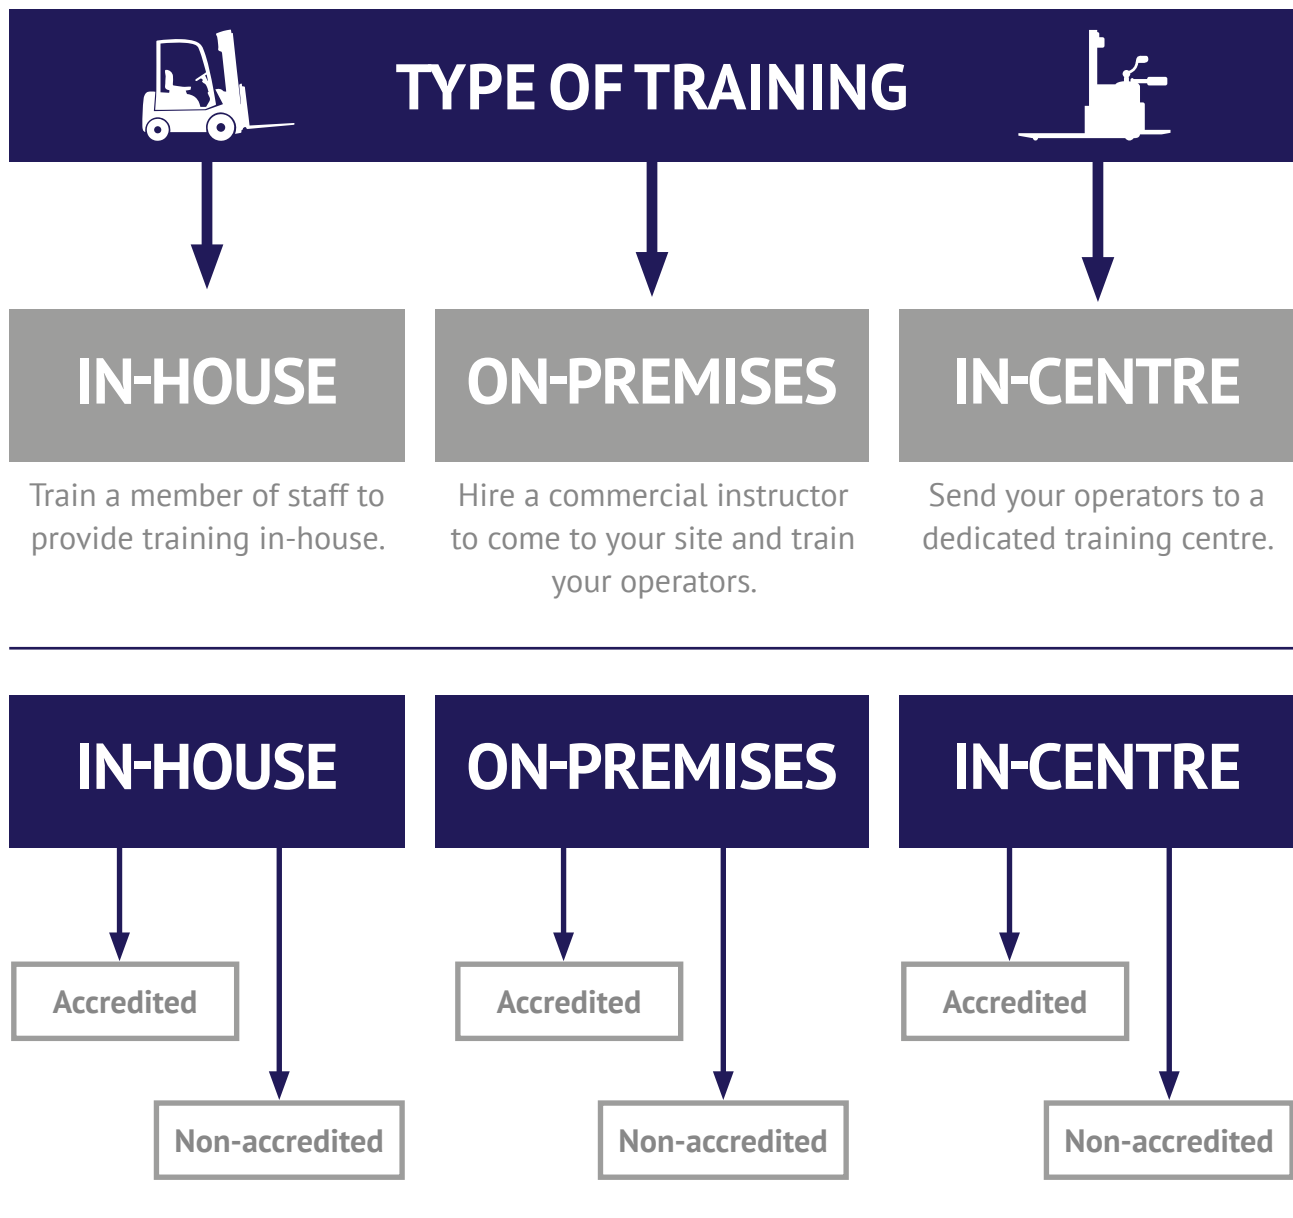 TYPE OF TRAINING
IN-HOUSE
ON-PREMISES
IN-CENTRE
Train a member of staff to
provide training in-house.
Hire a commercial instructor
to come to your site and train
your operators.
Send your operators to a
dedicated training centre.
IN-HOUSE
ON-PREMISES
IN-CENTRE
Accredited
Accredited
Accredited
Non-accredited
Non-accredited
Non-accredited